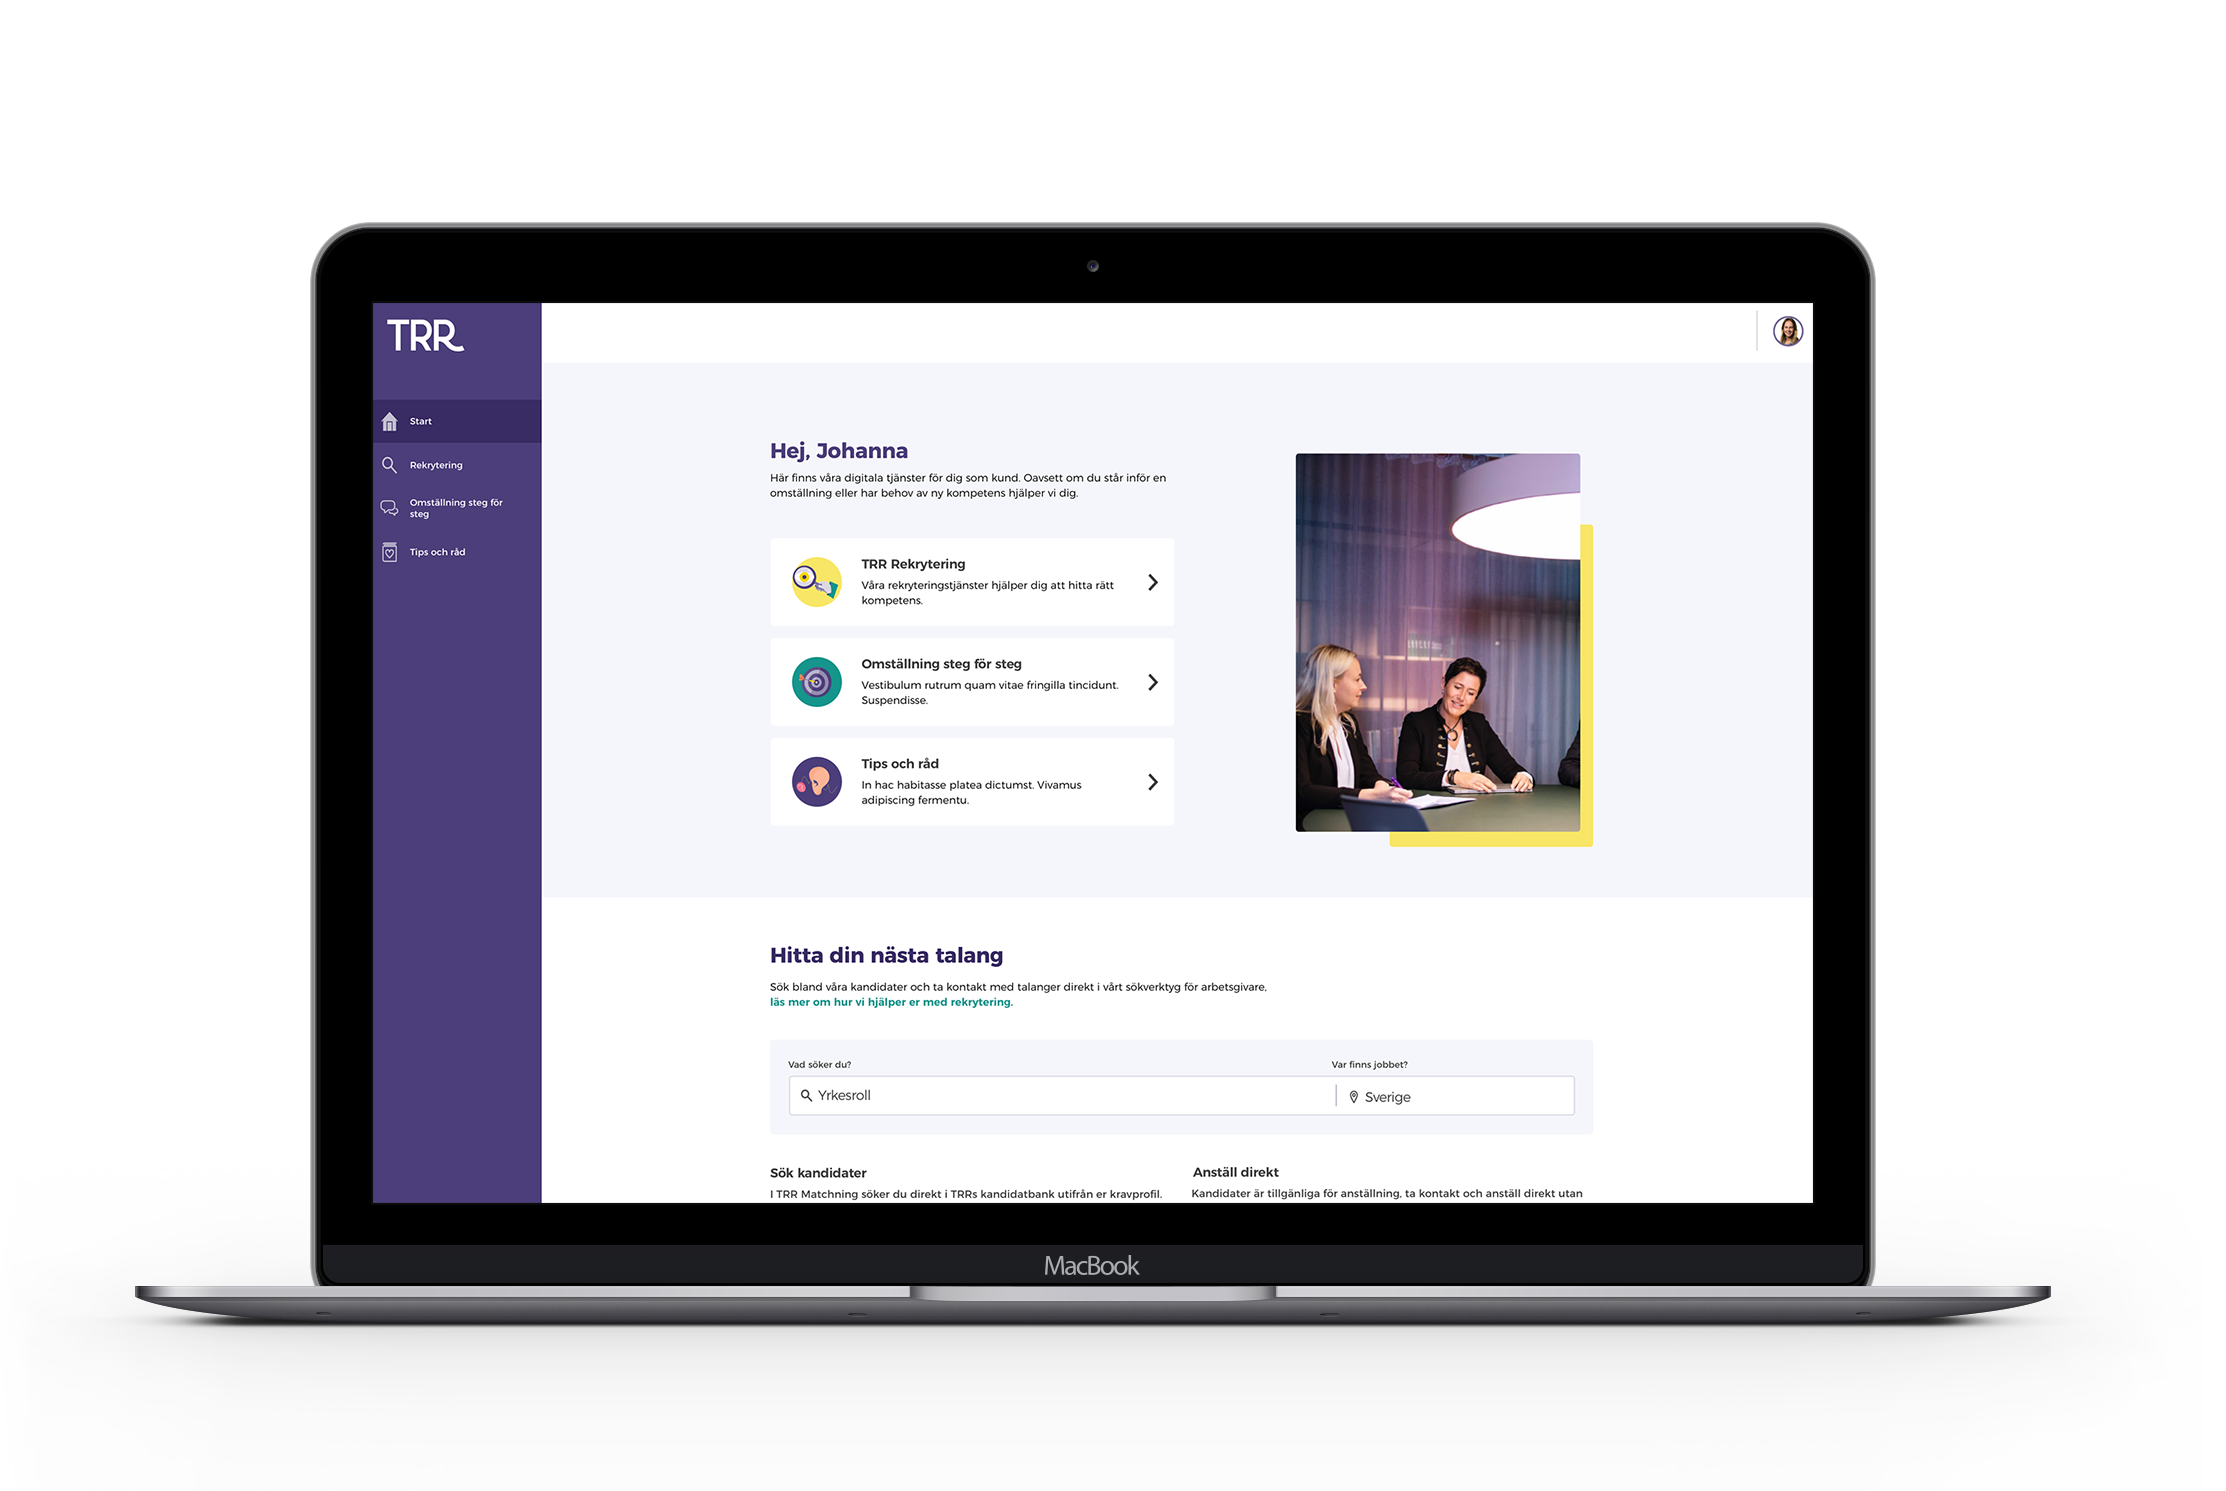 TRR
Start
Rekrytering
Omställning steg för
steg
Tips och råd
Hej, Johanna
Här finns våra digitala tjänster för dig som kund. Oavsett om du står inför en
omställning eller har behov av ny kompetens hjälper vi dig.
TRR Rekrytering
Våra rekryteringstjänster hjälper dig att hitta rätt
kompetens.
Omställning steg för steg
Vestibulum rutrum quam vitae fringilla tincidunt.
Suspendisse.
Tips och råd
In hac habitasse platea dictumst. Vivamus
adipiscing fermentu.
Hitta din nästa talang
Sök bland våra kandidater och ta kontakt med talanger direkt i vårt sökverktyg för arbetsgivare,
läs mer om hur vi hjälper er med rekrytering.
Vad söker du?
Var finns jobbet?
Yrkesroll
Sverige
Sök kandidater
I TRR Matchning söker du direkt i TRRs kandidatbank utifrån er kravprofil.
Anställ direkt
Kandidater är tillgänliga för anställning, ta kontakt och anställ direkt utan
MacBook